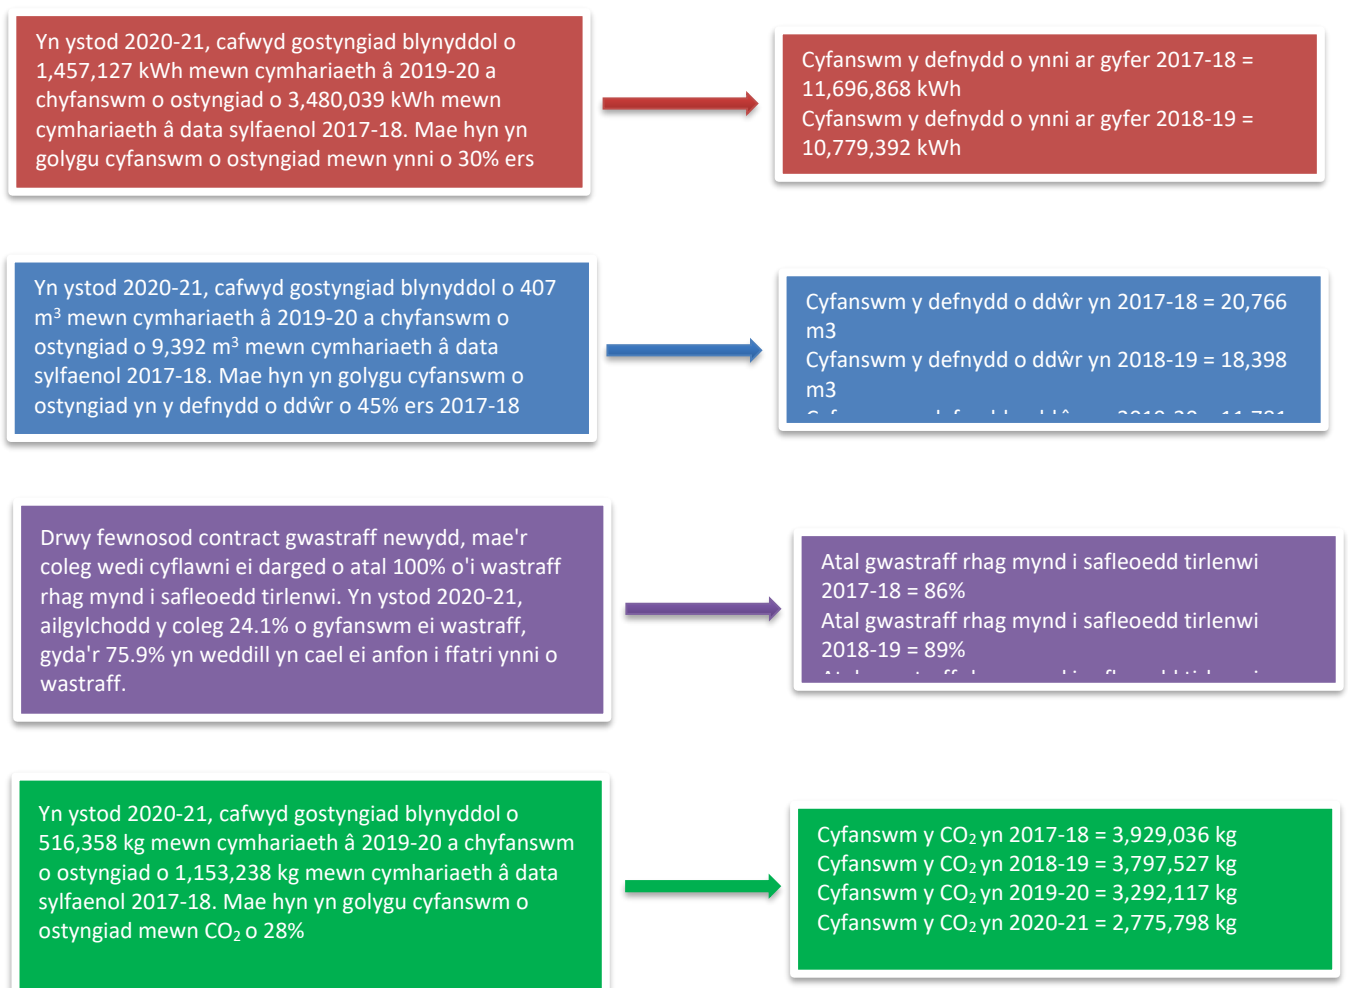 Yn ystod 2020-21, cafwyd gostyngiad blynyddol o
1,457,127 kWh mewn cymhariaeth â 2019-20 a
chyfanswm o ostyngiad o 3,480,039 kWh mewn
cymhariaeth â data sylfaenol 2017-18. Mae hyn yn
golygu cyfanswm o ostyngiad mewn ynni o 30% ers
Cyfanswm y defnydd o ynni ar gyfer 2017-18 =
11,696,868 kWh
Cyfanswm y defnydd o ynni ar gyfer 2018-19 =
10,779,392 kWh
Yn ystod 2020-21, cafwyd gostyngiad blynyddol o 407
m³ mewn cymhariaeth â 2019-20 a chyfanswm o
ostyngiad o 9,392 m³ mewn cymhariaeth â data
sylfaenol 2017-18. Mae hyn yn golygu cyfanswm o
ostyngiad yn y defnydd o ddŵr o 45% ers 2017-18
Cyfanswm y defnydd o ddŵr yn 2017-18 = 20,766
m3
Cyfanswm y defnydd o ddŵr yn 2018-19 = 18,398
m3
Drwy fewnosod contract gwastraff newydd, mae'r
coleg wedi cyflawni ei darged o atal 100% o'i wastraff
rhag mynd i safleoedd tirlenwi. Yn ystod 2020-21,
ailgylchodd y coleg 24.1% o gyfanswm ei wastraff,
gyda'r 75.9% yn weddill yn cael ei anfon i ffatri ynni o
wastraff.
Atal gwastraff rhag mynd i safleoedd tirlenwi
2017-18 = 86%
Atal gwastraff rhag mynd i safleoedd tirlenwi
2018-19 = 89%
Yn ystod 2020-21, cafwyd gostyngiad blynyddol o
516,358 kg mewn cymhariaeth â 2019-20 a chyfanswm
o ostyngiad o 1,153,238 kg mewn cymhariaeth â data
sylfaenol 2017-18. Mae hyn yn golygu cyfanswm o
ostyngiad mewn CO₂ o 28%
Cyfanswm y CO₂ yn 2017-18 = 3,929,036 kg
Cyfanswm y CO₂ yn 2018-19 = 3,797,527 kg
Cyfanswm y CO₂ yn 2019-20 = 3,292,117 kg
Cyfanswm y CO₂ yn 2020-21 = 2,775,798 kg